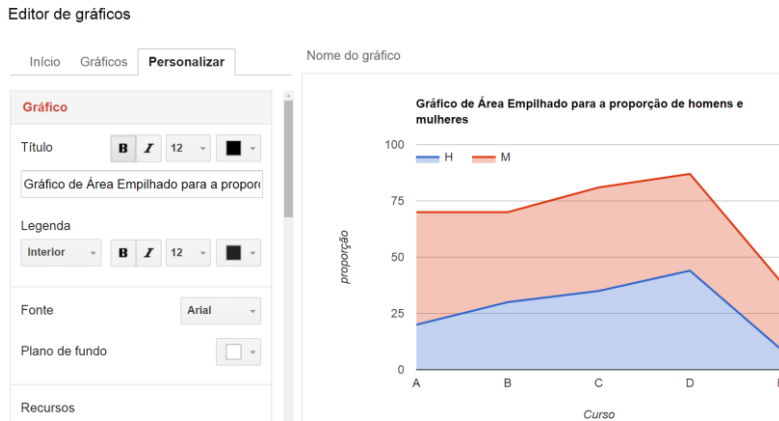 Editor de gráficos
Início Gráficos Personalizar
Gráfico
Título B I 12
Gráfico de Área Empilhado para a propor
Legenda
Interior B I 12
Fonte Arial
Plano de fundo
Recursos
Nome do gráfico
Gráfico de Área Empilhado para a proporção de homens e
mulheres
H M
100
75
50
25
0
proporção
A B C D
Curso